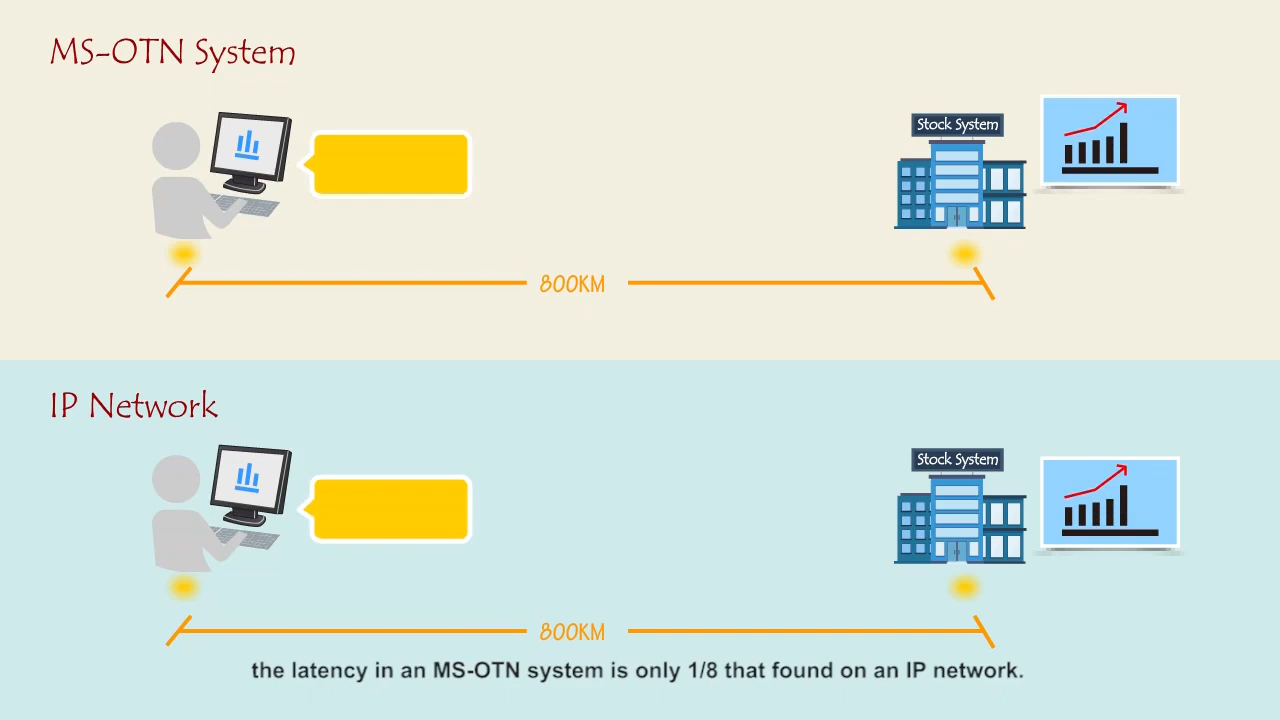 MS-OTN System
Stock System
800KM
IP Network
Stock System
800KM
the latency in an MS-OTN system is only 1/8 that found on an IP network.